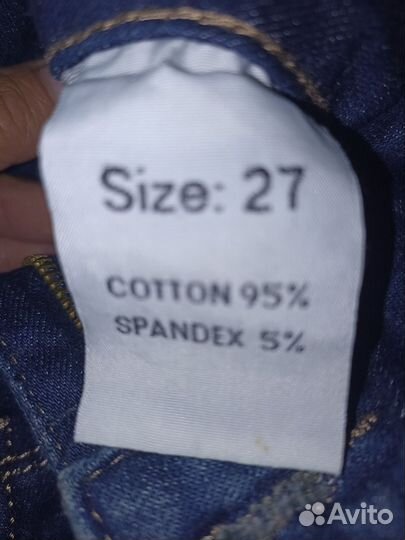 Size: 27
COTTON 95%
SPANDEX 5%
Avito